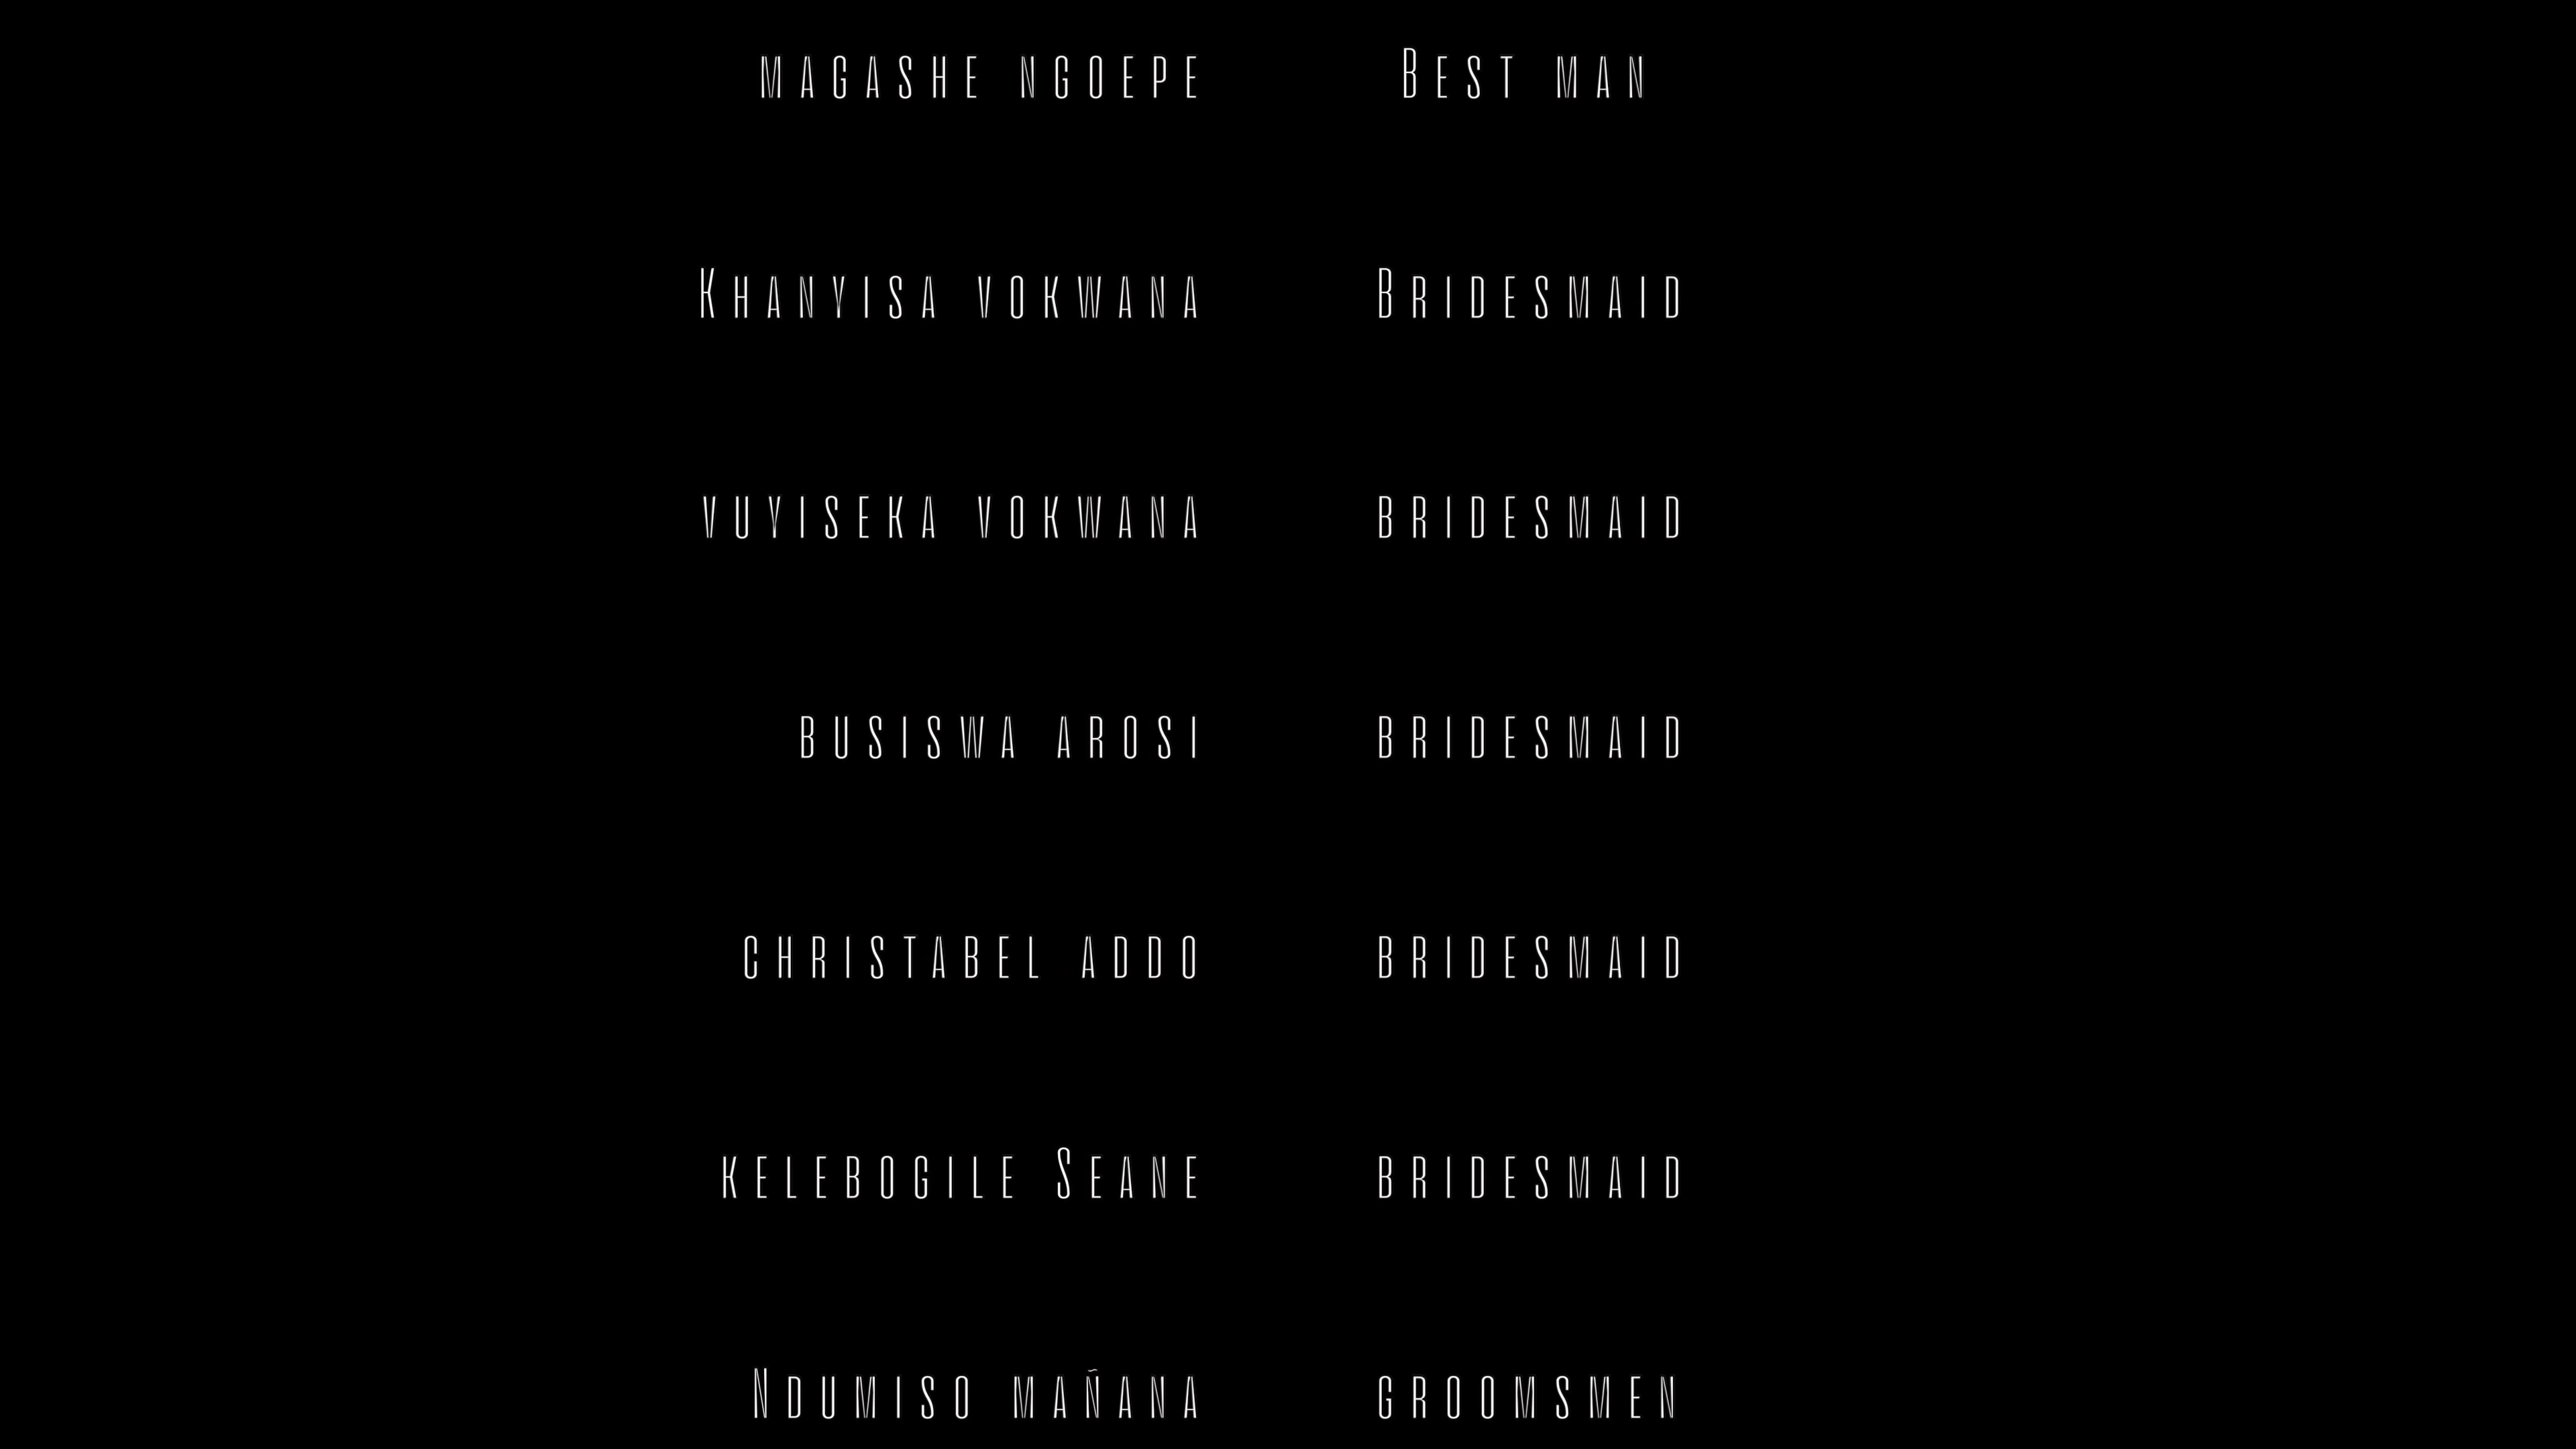 MAGASHE NGOEPE BEST MAN
KHANYISA VOKWANA BRIDESMAID
VUYISEKA VOKWANA BRIDESMAID
BUSISWA AROSI BRIDESMAID
CHRISTABEL ADDO BRIDESMAID
KELEBOGILE SEANE BRIDESMAID
NDUMISO MAÑANA GROOMSMEN